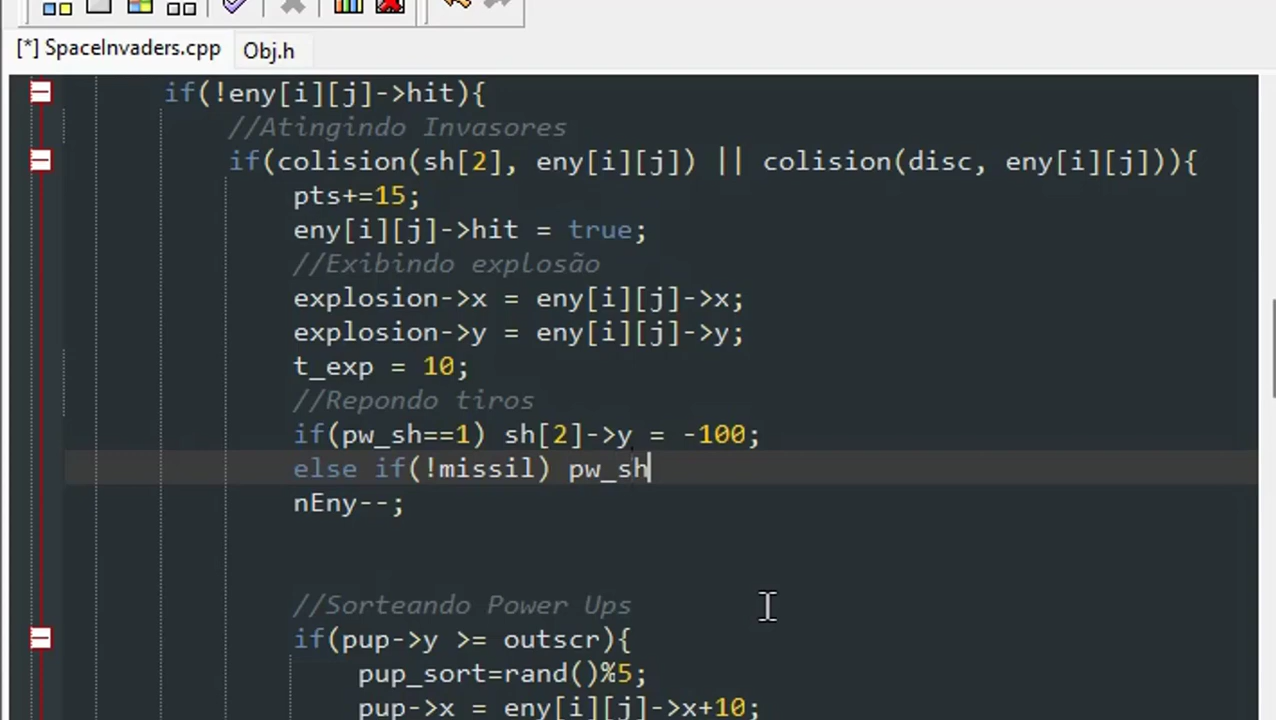 [*] SpaceInvaders.cpp Obj.h
if(!eny[i][j]->hit){
//Atingindo Invasores
if(colision(sh[2], eny[i][j]) || colision(disc, eny[i][j])){
pts+=15;
eny[i][j]->hit = true;
//Exibindo explosão
explosion->x = eny[i][j]->x;
explosion->y = eny[i][j]->y;
t_exp = 10;
//Repondo tiros
if(pw_sh==1) sh[2]->y = -100;
else if(!missil) pw_sh
nEny--;
//Sorteando Power Ups
if(pup->y >= outscr){
pup_sort=rand()%5;
pup->x = eny[i][j]->x+10;